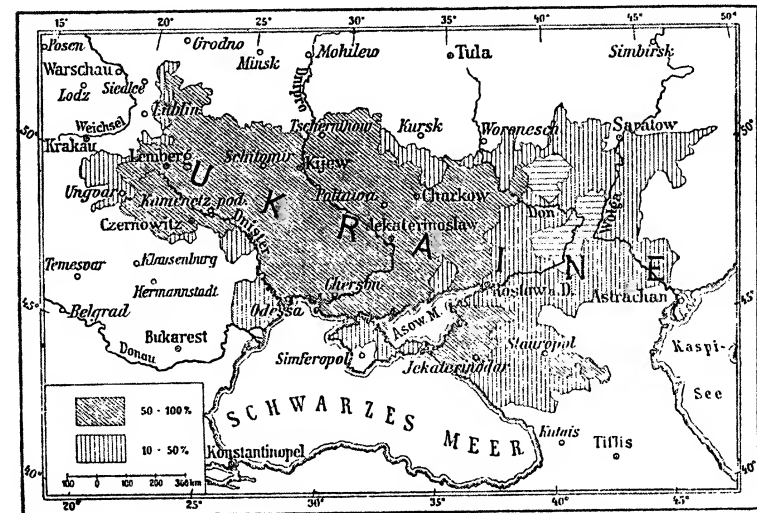 15° 20° 25° 30° 35° 40° 45° 50°
Posen Grodno Mohilew Tula Simbirsk
Warschau Minsk
Lodz Siedlce
Lublin Dnipro
Weichsel Tschernihow Kursk Woronesch Saratow
50° 50°
Krakau Lemberg Schitomir Kijew
UKRAINE
Ungvar Kamenetz pod. Poltawa Charkow
Czernowitz Dnister Jekaterinoslaw Don Wolga
Temesvar Klausenburg
Hermannstadt Cherson Rostow a. D. Astrachan
45° 45°
Belgrad Odessa Asow. M.
Bukarest Stauropol Kaspi-
Donau Simferopol Jekaterinodar See
SCHWARZES MEER
50 - 100%
10 - 50%
Kutais Tiflis
Konstantinopel
40° 40°
100 0 100 200 300 km
20° 25° 30° 35° 40° 45°